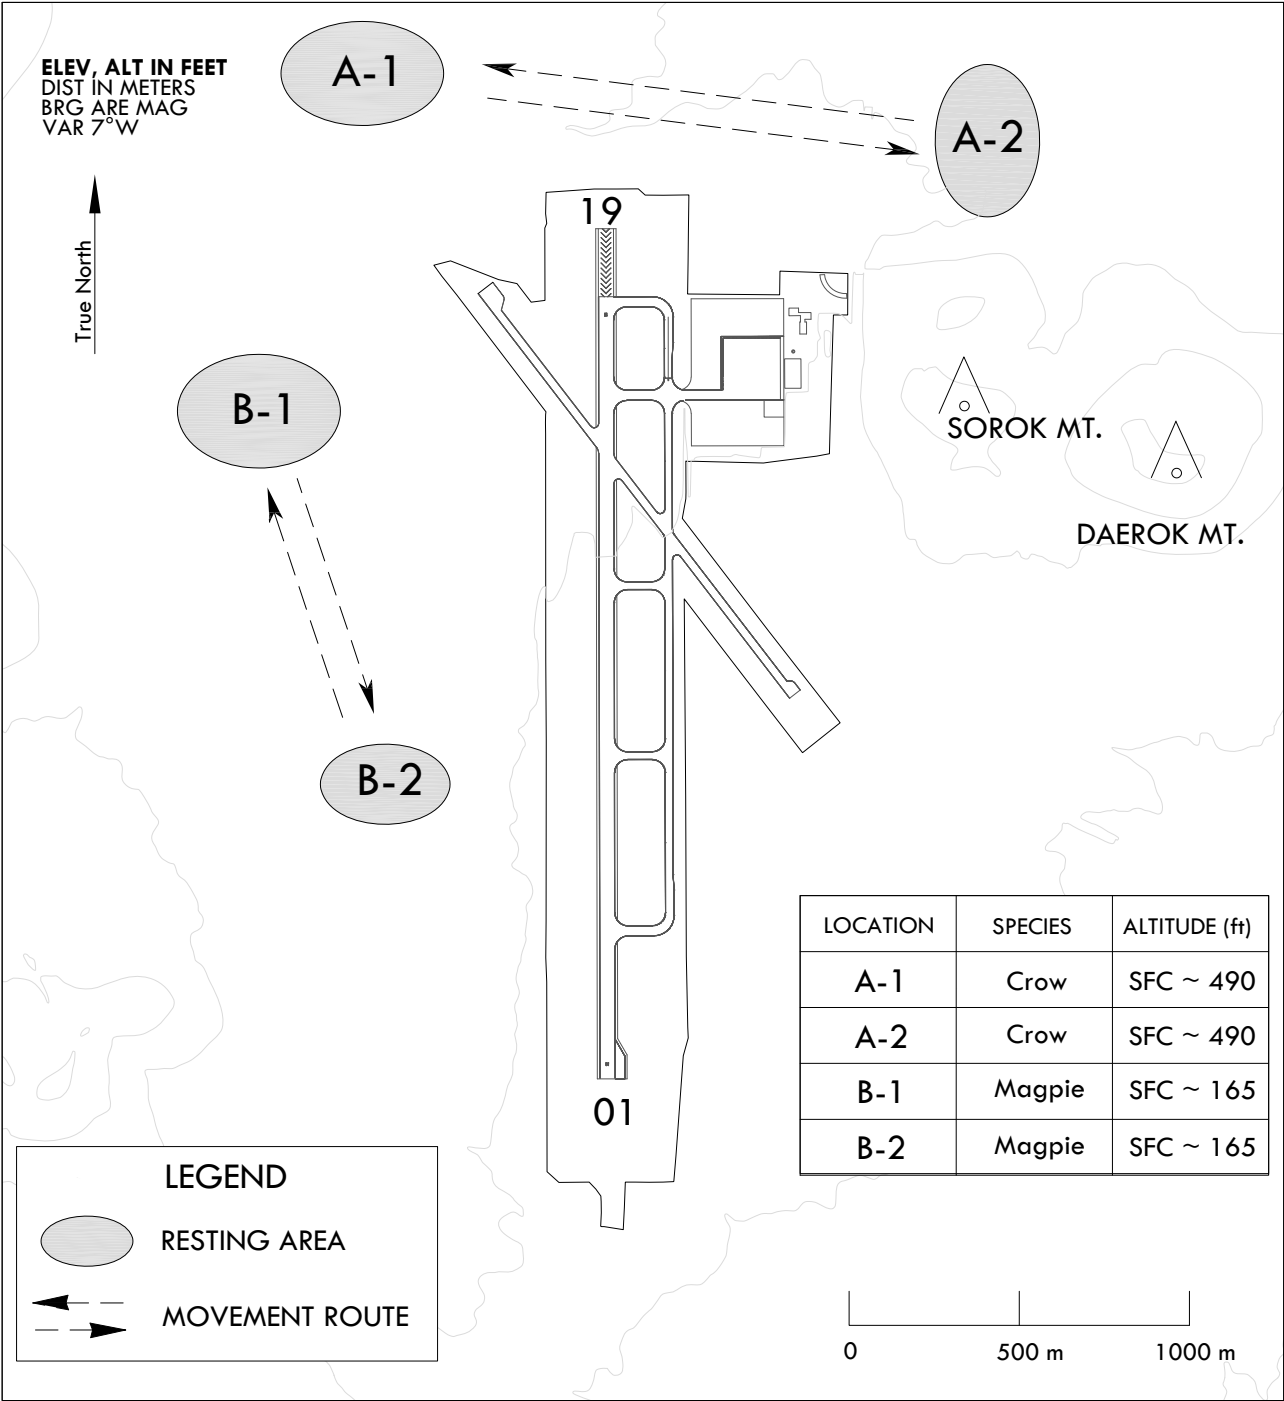 ELEV, ALT IN FEET
DIST IN METERS
BRG ARE MAG
VAR 7°W
True North
A-1
A-2
19
B-1
SOROK MT.
DAEROK MT.
B-2
01
LOCATION SPECIES ALTITUDE (ft)
A-1 Crow SFC ~ 490
A-2 Crow SFC ~ 490
B-1 Magpie SFC ~ 165
B-2 Magpie SFC ~ 165
LEGEND
RESTING AREA
MOVEMENT ROUTE
0 500 m 1000 m